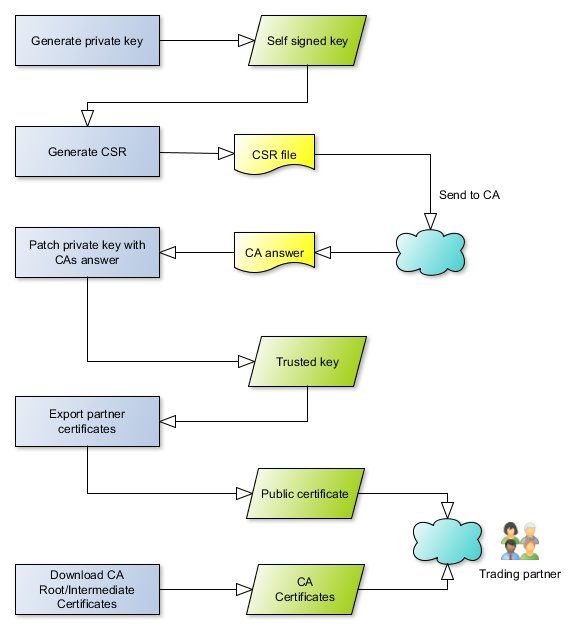 Generate private key
Self signed key
Generate CSR
CSR file
Send to CA
Patch private key with
CAs answer
CA answer
Trusted key
Export partner
certificates
Public certificate
Trading partner
Download CA
Root/Intermediate
Certificates
CA
Certificates